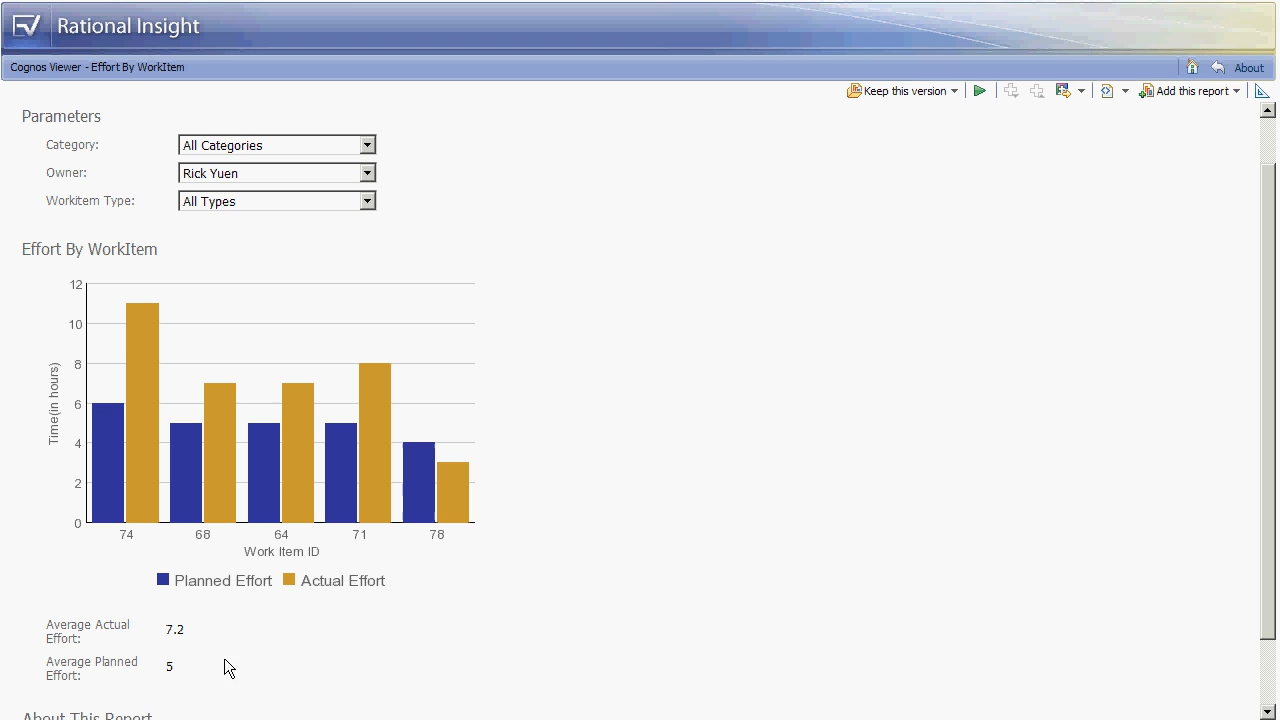 Rational Insight
Cognos Viewer - Effort By WorkItem
About
Keep this version
Add this report
Parameters
Category: All Categories
Owner: Rick Yuen
Workitem Type: All Types
Effort By WorkItem
12
10
8
6
4
2
0
Time(in hours)
74 68 64 71 78
Work Item ID
Planned Effort Actual Effort
Average Actual
Effort: 7.2
Average Planned
Effort: 5
About This Report